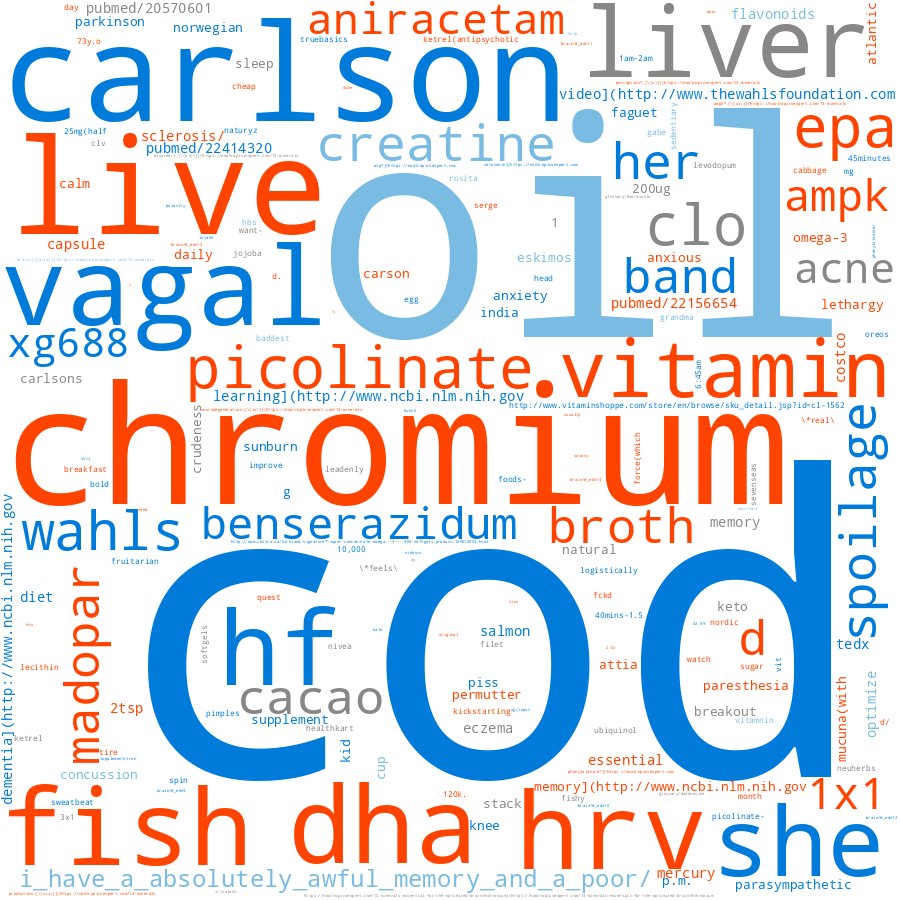 day
pubmed/20570601
parkinson
norwegian
aniracetam
flavonoids
atlantic
73y.o
truebasics
ketrel(antipsychotic
carlson
liver
sleep
cheap
1am-2am
video](http://www.thewahlsfoundation.com
25mg(half
sclerosis/
naturyz
pubmed/22414320
clv
creatine
faguet
sedentiary
gabe
epa
live
her
levodopum
45minutes
cabbage
mg
calm
rosita
200ug
ampk
oil
serge
polarity
hbs
want-
1
clo
capsule
daily
jojoba
eskimos
anxious
omega-3
vagal
d.
carson
head
band
acne
egg
anxiety
pubmed/22156654
lethargy
india
grandma
xg688
baddest
oreos
costco
carlsons
picolinate
vitamin
6:45am
learning](http://www.ncbi.nlm.nih.gov
http://www.vitaminshoppe.com/store/en/browse/sku_detail.jsp?id=cl-1562
chromium
crudeness
\*real\
spoilage
sunburn
force(which
breakfast
improve
leadenly
bold
foods-
sevenseas
g
wahls
benserazidum
broth
memory
10,000
natural
fruitarian
\*feels\
logistically
dementia](http://www.ncbi.nlm.nih.gov
madopar
cod
diet
quest
fckd
keto
40mins-1.5
nordic
hf
salmon
d
tedx
softgels
nivea
filet
lecithin
attia
watch
sugar
vit
cacao
piss
paresthesia
permutter
optimize
2tsp
pimples
supplement
kickstarting
breakout
vitamnin
mucuna(with
d/
healthkart
eczema
ketrel
kid
ubiquinol
tire
essential
neuherbs
concussion
cup
spin
memory](http://www.ncbi.nlm.nih.gov
fish
dha
hrv
1x1
sweatbeat
120k.
stack
fishy
month
3x1
knee
picolinate-
she
mercury
i_have_a_absolutely_awful_memory_and_a_poor/
p.m.
parasympathetic